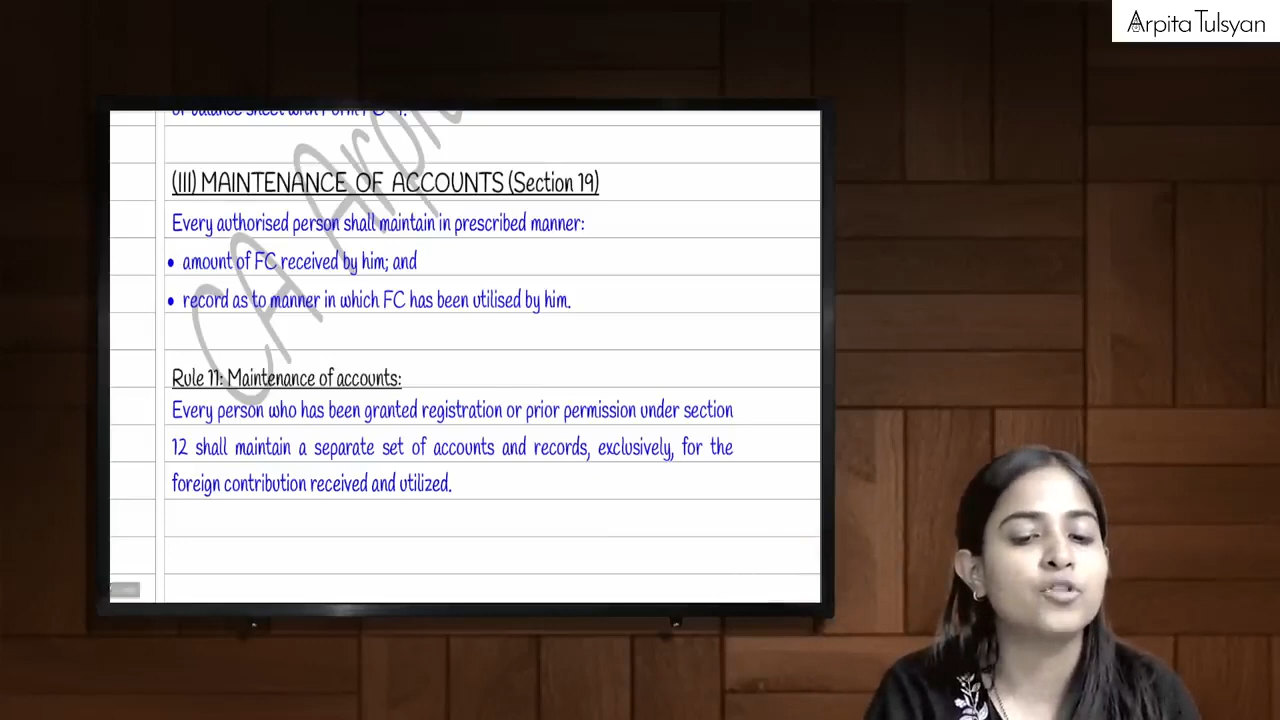 Arpita Tulsyan
(III) MAINTENANCE OF ACCOUNTS (Section 19)
Every authorised person shall maintain in prescribed manner:
• amount of FC received by him; and
• record as to manner in which FC has been utilised by him.
Rule 11: Maintenance of accounts:
Every person who has been granted registration or prior permission under section
12 shall maintain a separate set of accounts and records, exclusively, for the
foreign contribution received and utilized.
CA Arpi